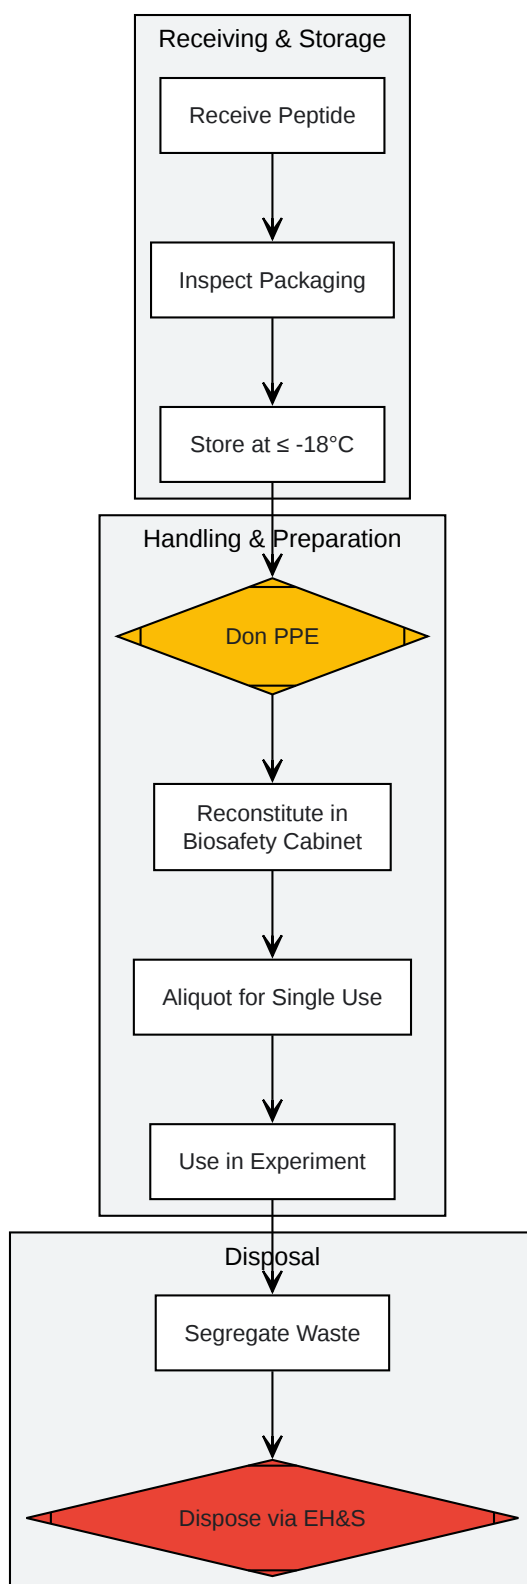 Receiving & Storage
Receive Peptide
Inspect Packaging
Store at ≤ -18°C
Handling & Preparation
Don PPE
Reconstitute in
Biosafety Cabinet
Aliquot for Single Use
Use in Experiment
Disposal
Segregate Waste
Dispose via EH&S